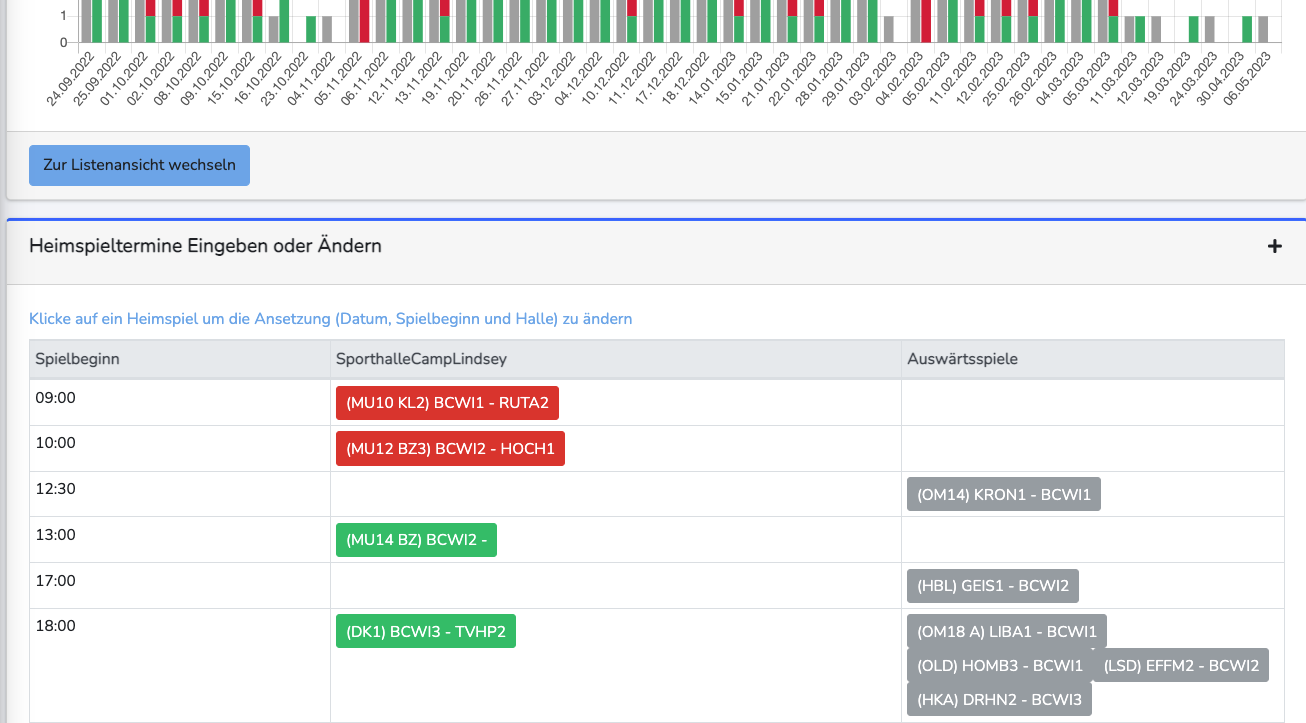 1
0
24.09.2022 25.09.2022 01.10.2022 02.10.2022 08.10.2022 09.10.2022 15.10.2022 16.10.2022 23.10.2022 04.11.2022 05.11.2022 06.11.2022 12.11.2022 13.11.2022 19.11.2022 20.11.2022 26.11.2022 27.11.2022 03.12.2022 04.12.2022 10.12.2022 11.12.2022 17.12.2022 18.12.2022 14.01.2023 15.01.2023 21.01.2023 22.01.2023 28.01.2023 29.01.2023 03.02.2023 04.02.2023 05.02.2023 11.02.2023 12.02.2023 25.02.2023 26.02.2023 04.03.2023 05.03.2023 11.03.2023 12.03.2023 19.03.2023 24.03.2023 30.04.2023 06.05.2023
Zur Listenansicht wechseln
Heimspieltermine Eingeben oder Ändern
Klicke auf ein Heimspiel um die Ansetzung (Datum, Spielbeginn und Halle) zu ändern
Spielbeginn SporthalleCampLindsey Auswärtsspiele
09:00 (MU10 KL2) BCWI1 - RUTA2
10:00 (MU12 BZ3) BCWI2 - HOCH1
12:30 (OM14) KRON1 - BCWI1
13:00 (MU14 BZ) BCWI2 -
17:00 (HBL) GEIS1 - BCWI2
18:00 (DK1) BCWI3 - TVHP2 (OM18 A) LIBA1 - BCWI1
(OLD) HOMB3 - BCWI1 (LSD) EFFM2 - BCWI2
(HKA) DRHN2 - BCWI3